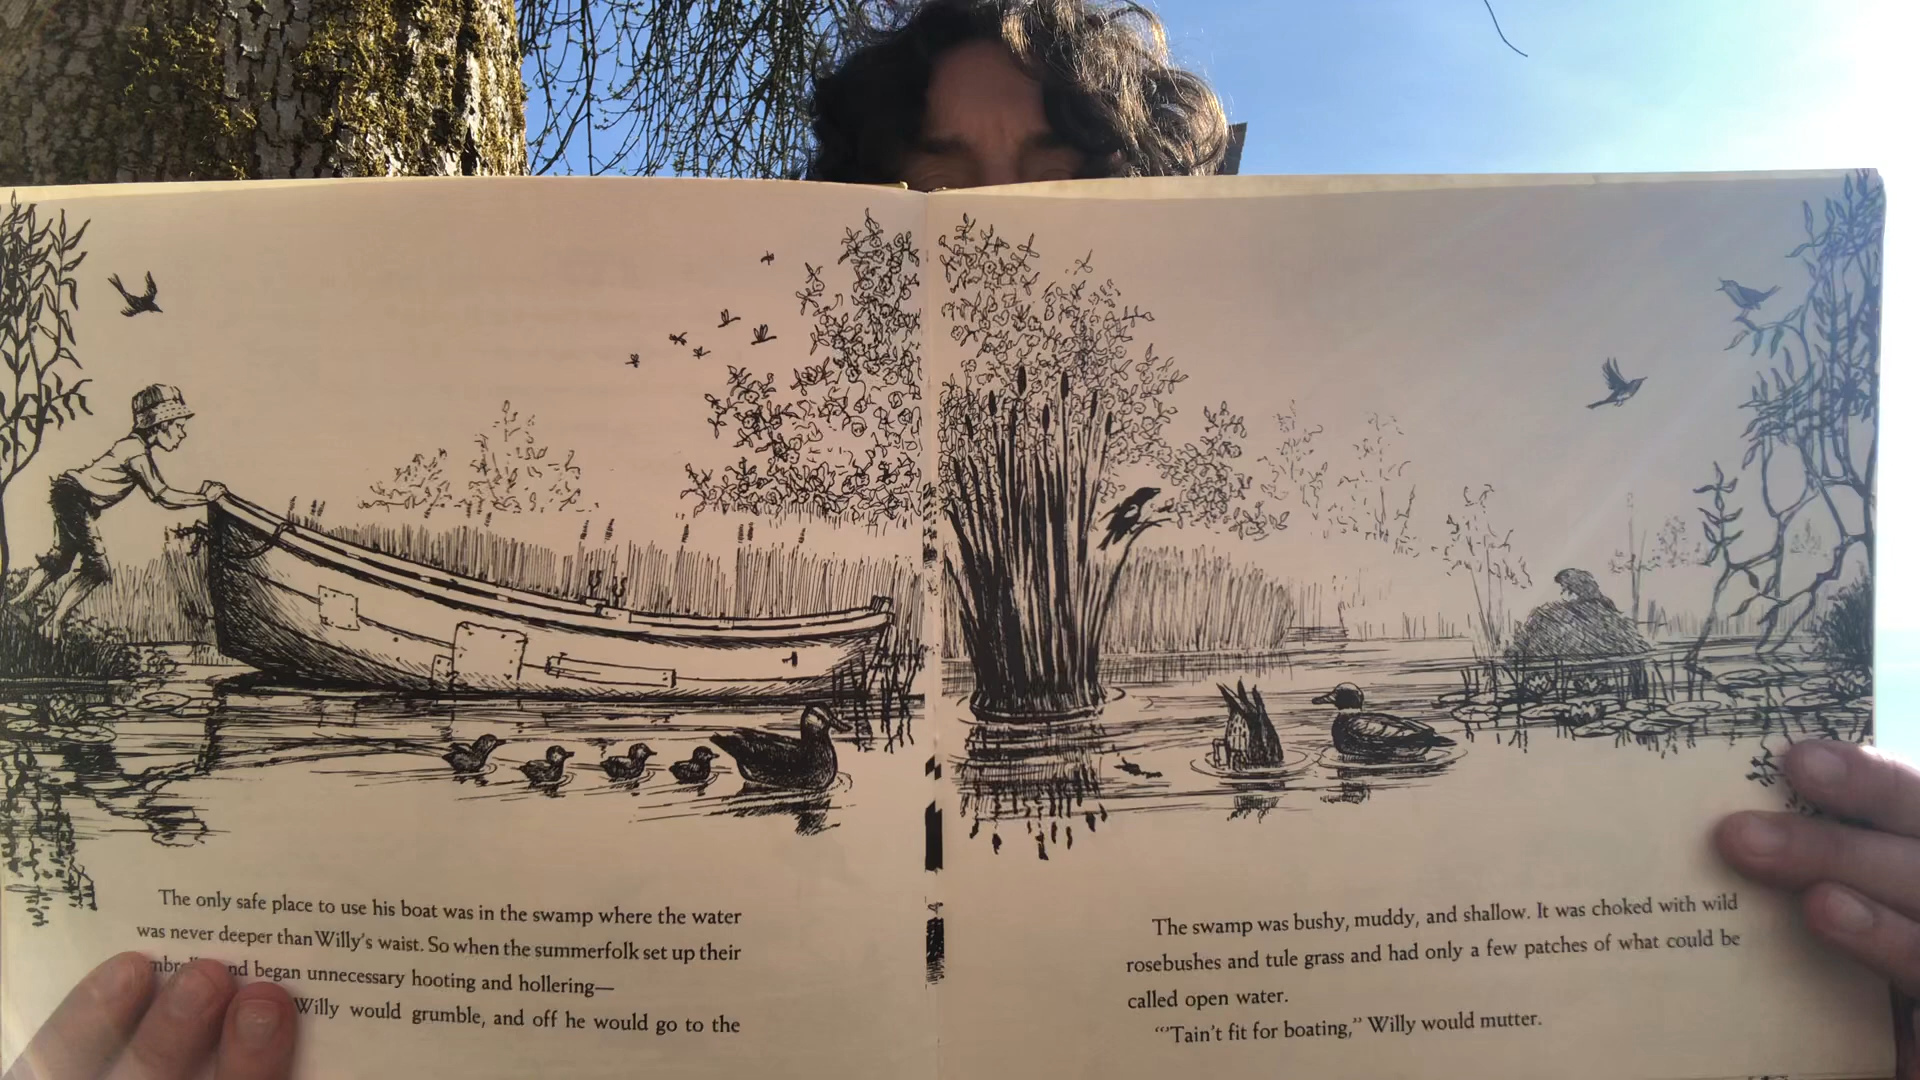 The only safe place to use his boat was in the swamp where the water
was never deeper than Willy's waist. So when the summerfolk set up their
began unnecessary hooting and hollering—
Willy would grumble, and off he would go to the
The swamp was bushy, muddy, and shallow. It was choked with wild
rosebushes and tule grass and had only a few patches of what could be
called open water.
“'Tain't fit for boating,” Willy would mutter.